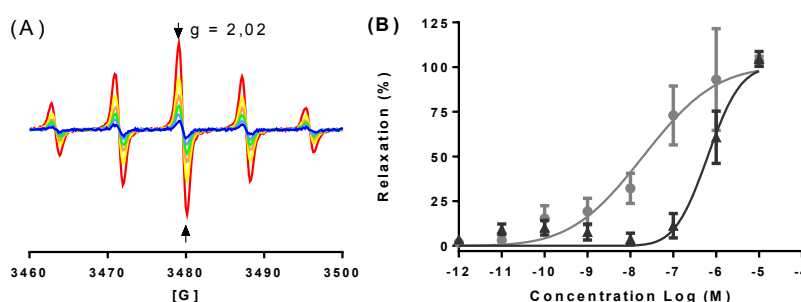 (A)
g = 2,02
3460 3470 3480 3490 3500
[G]
(B)
Relaxation (%)
125
100
75
50
25
0
-12 -11 -10 -9 -8 -7 -6 -5
Concentration Log (M)